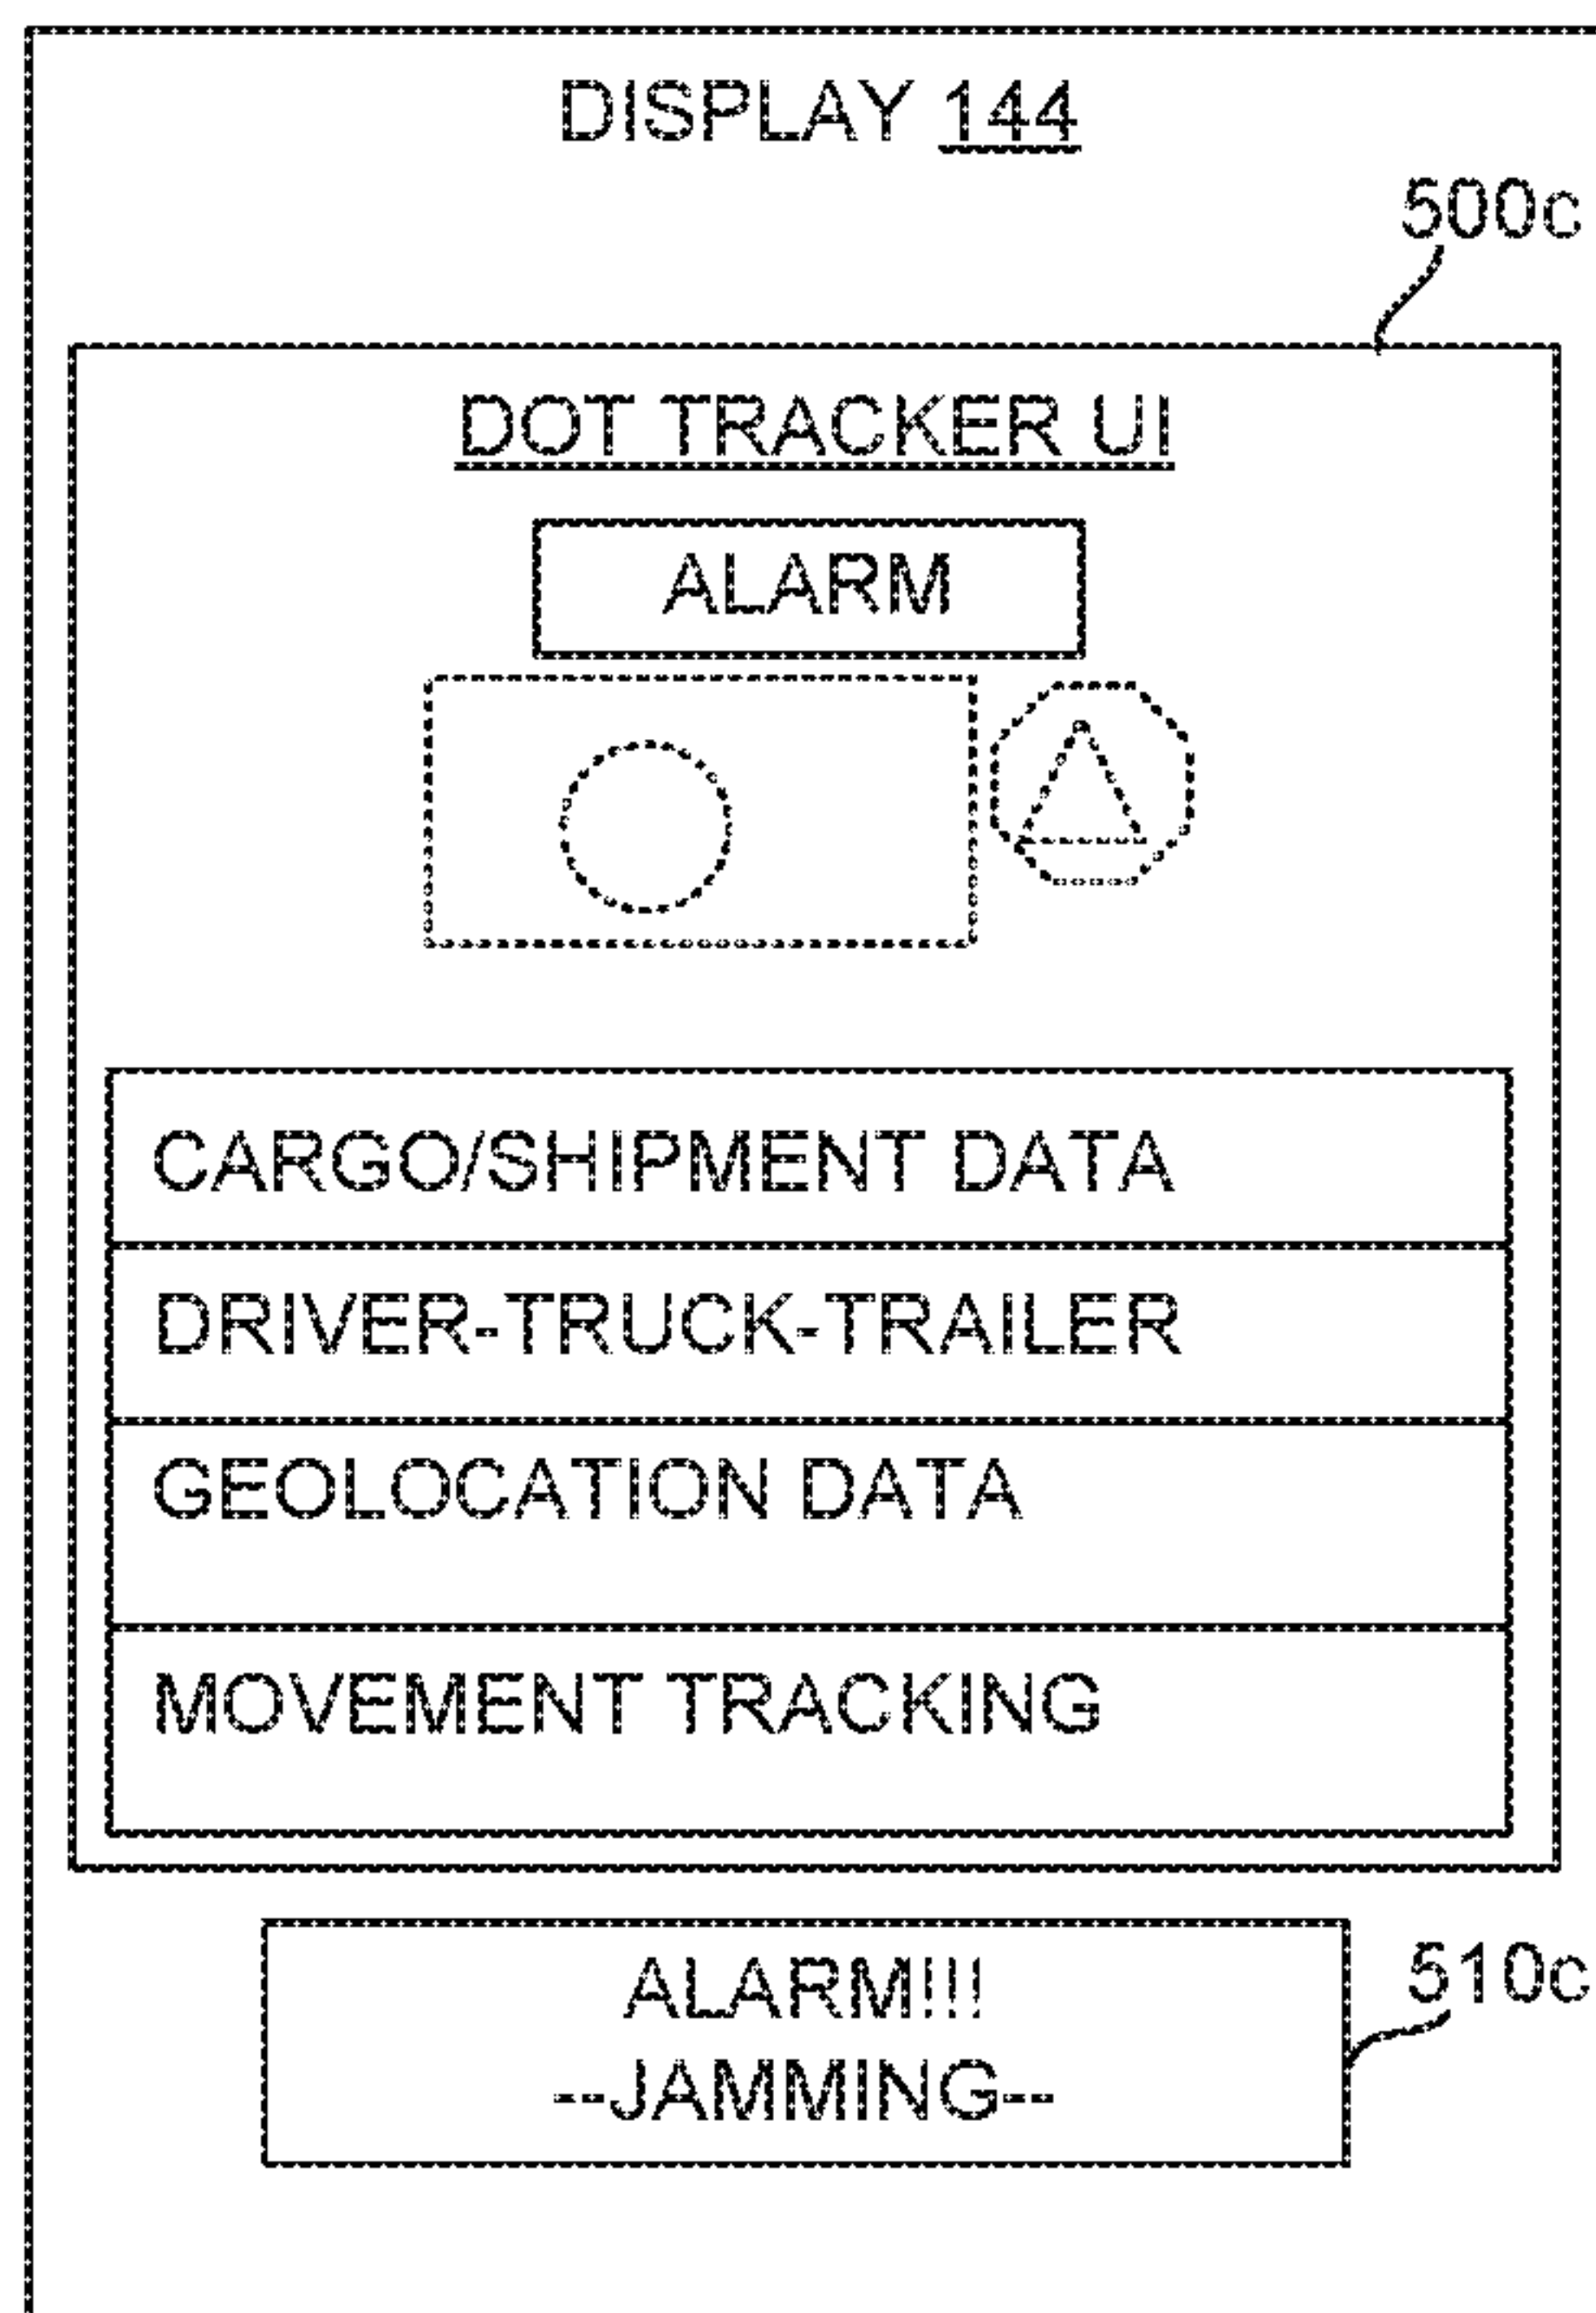 DISPLAY 144
500c
DOT TRACKER UI
ALARM
CARGO/SHIPMENT DATA
DRIVER-TRUCK-TRAILER
GEOLOCATION DATA
MOVEMENT TRACKING
ALARM!!!
510c
--JAMMING--